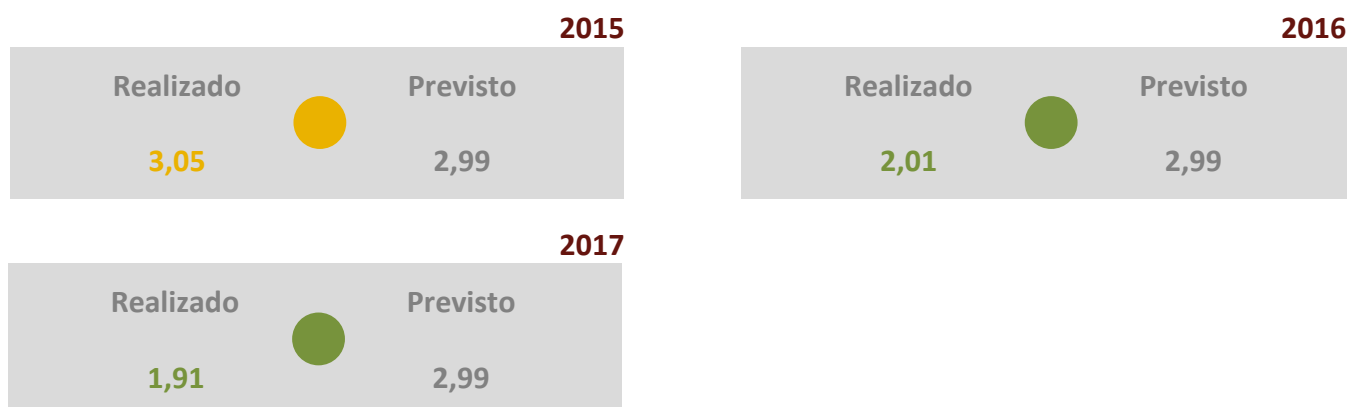 2015
Realizado Previsto
3,05 2,99
2016
Realizado Previsto
2,01 2,99
2017
Realizado Previsto
1,91 2,99